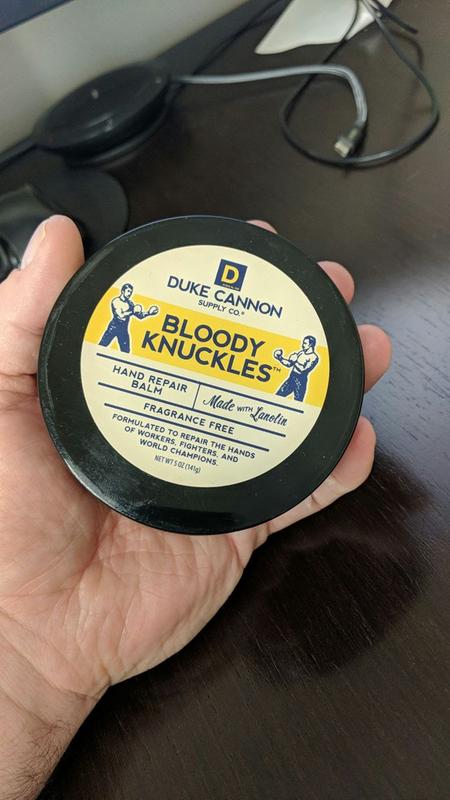 D
DUKE CANNON
SUPPLY CO.®
BLOODY
KNUCKLES™
HAND REPAIR
BALM
Made WITH Lanolin
FRAGRANCE FREE
FORMULATED TO REPAIR THE HANDS
OF WORKERS, FIGHTERS, AND
WORLD CHAMPIONS.
NET WT 5 OZ (141g)